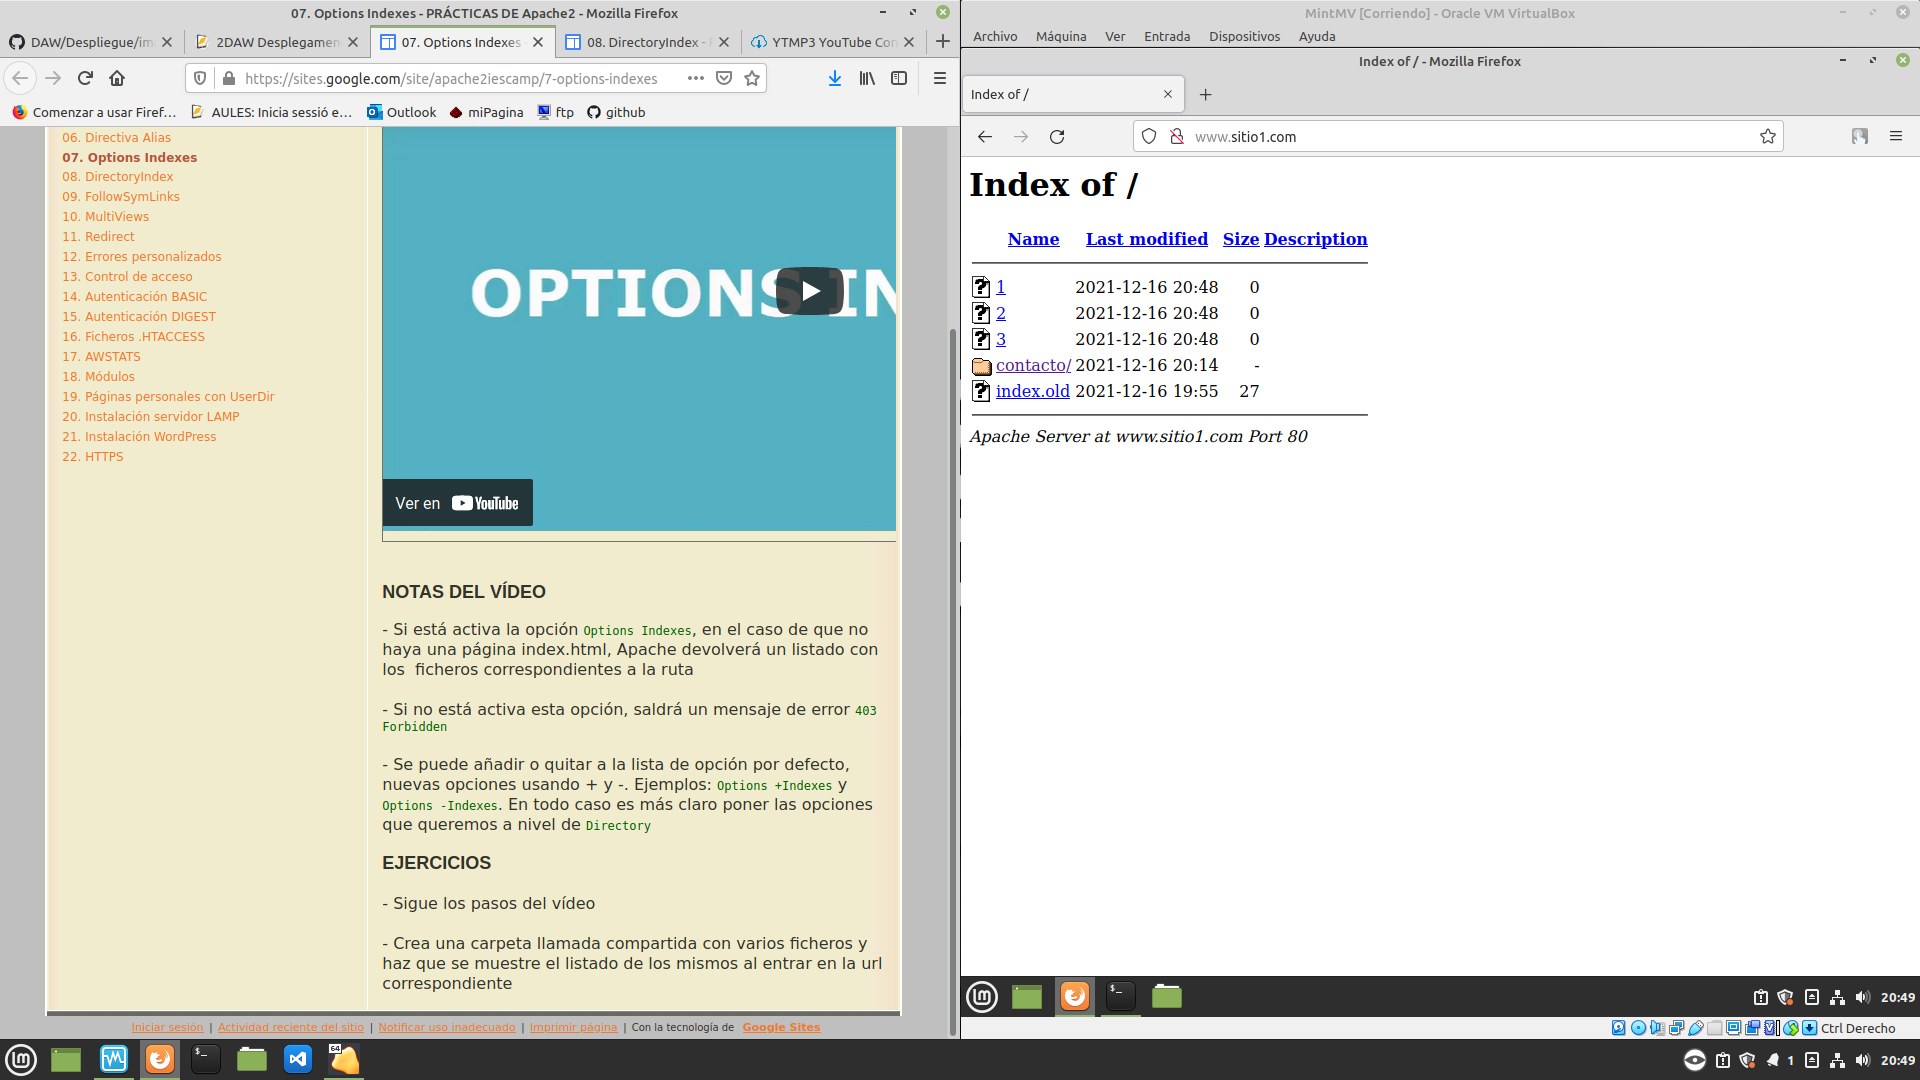 07. Options Indexes - PRÁCTICAS DE Apache2 - Mozilla Firefox
DAW/Despliegue/im
2DAW Desplegamen
07. Options Indexes
08. DirectoryIndex -
YTMP3 YouTube Con
https://sites.google.com/site/apache2iescamp/7-options-indexes
Comenzar a usar Firef…
AULES: Inicia sessió e…
Outlook
miPagina
ftp
github
06. Directiva Alias
07. Options Indexes
08. DirectoryIndex
09. FollowSymLinks
10. MultiViews
11. Redirect
12. Errores personalizados
13. Control de acceso
14. Autenticación BASIC
15. Autenticación DIGEST
16. Ficheros .HTACCESS
17. AWSTATS
18. Módulos
19. Páginas personales con UserDir
20. Instalación servidor LAMP
21. Instalación WordPress
22. HTTPS
OPTIONS IN
Ver en YouTube
NOTAS DEL VÍDEO
- Si está activa la opción Options Indexes, en el caso de que no
haya una página index.html, Apache devolverá un listado con
los ficheros correspondientes a la ruta
- Si no está activa esta opción, saldrá un mensaje de error 403
Forbidden
- Se puede añadir o quitar a la lista de opción por defecto,
nuevas opciones usando + y -. Ejemplos: Options +Indexes y
Options -Indexes. En todo caso es más claro poner las opciones
que queremos a nivel de Directory
EJERCICIOS
- Sigue los pasos del vídeo
- Crea una carpeta llamada compartida con varios ficheros y
haz que se muestre el listado de los mismos al entrar en la url
correspondiente
Iniciar sesión | Actividad reciente del sitio | Notificar uso inadecuado | Imprimir página | Con la tecnología de Google Sites
MintMV [Corriendo] - Oracle VM VirtualBox
Archivo Máquina Ver Entrada Dispositivos Ayuda
Index of / - Mozilla Firefox
Index of /
www.sitio1.com
Index of /
Name Last modified Size Description
1 2021-12-16 20:48 0
2 2021-12-16 20:48 0
3 2021-12-16 20:48 0
contacto/ 2021-12-16 20:14 -
index.old 2021-12-16 19:55 27
Apache Server at www.sitio1.com Port 80
20:49
Ctrl Derecho
64
1
20:49